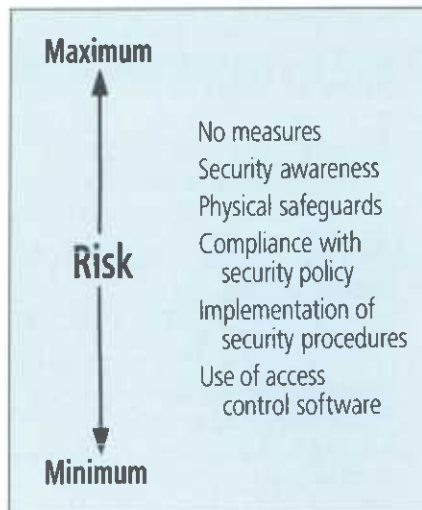 Maximum
No measures
Security awareness
Physical safeguards
Compliance with
security policy
Risk
Implementation of
security procedures
Use of access
control software
Minimum